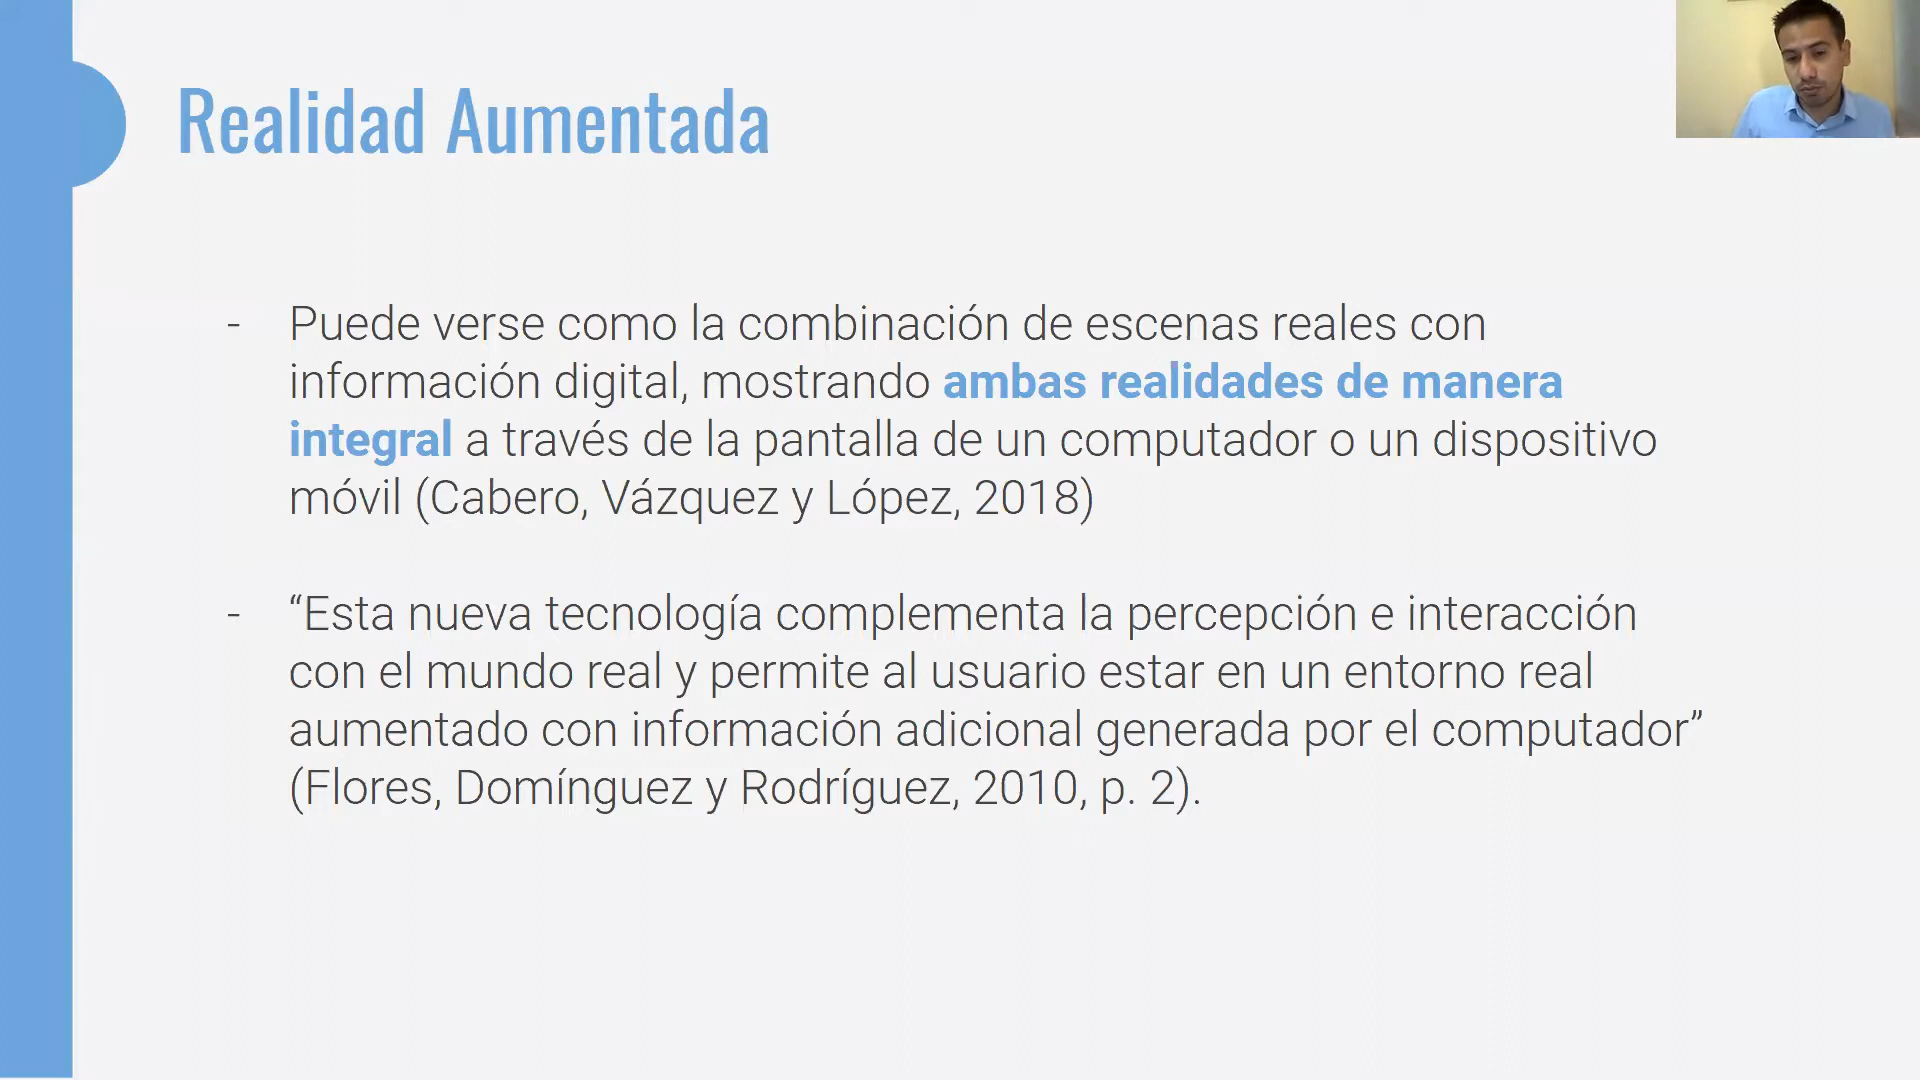 Realidad Aumentada
- Puede verse como la combinación de escenas reales con
información digital, mostrando ambas realidades de manera
integral a través de la pantalla de un computador o un dispositivo
móvil (Cabero, Vázquez y López, 2018)
- “Esta nueva tecnología complementa la percepción e interacción
con el mundo real y permite al usuario estar en un entorno real
aumentado con información adicional generada por el computador”
(Flores, Domínguez y Rodríguez, 2010, p. 2).